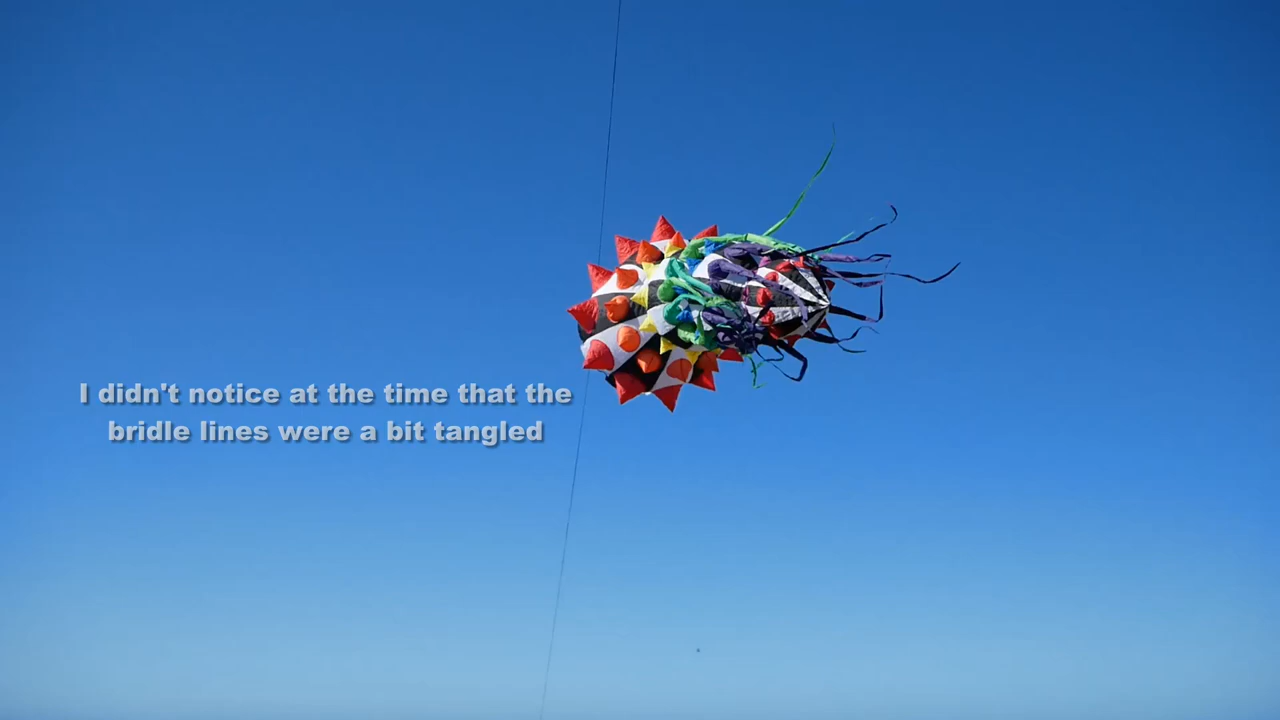 I didn't notice at the time that the
bridle lines were a bit tangled